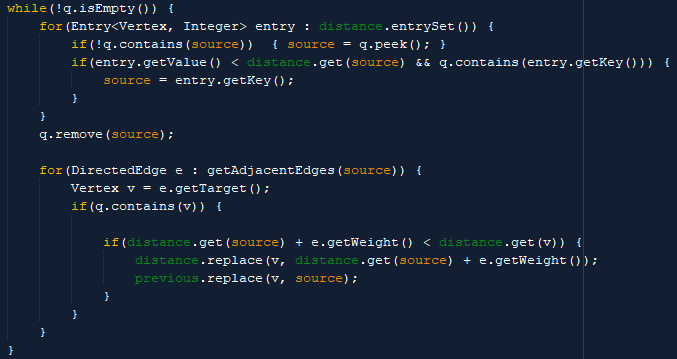 while(!q.isEmpty()) {
for(Entry<Vertex, Integer> entry : distance.entrySet()) {
if(!q.contains(source))  { source = q.peek(); }
if(entry.getValue() < distance.get(source) && q.contains(entry.getKey())) {
source = entry.getKey();
}
}
q.remove(source);
for(DirectedEdge e : getAdjacentEdges(source)) {
Vertex v = e.getTarget();
if(q.contains(v)) {
if(distance.get(source) + e.getWeight() < distance.get(v)) {
distance.replace(v, distance.get(source) + e.getWeight());
previous.replace(v, source);
}
}
}
}